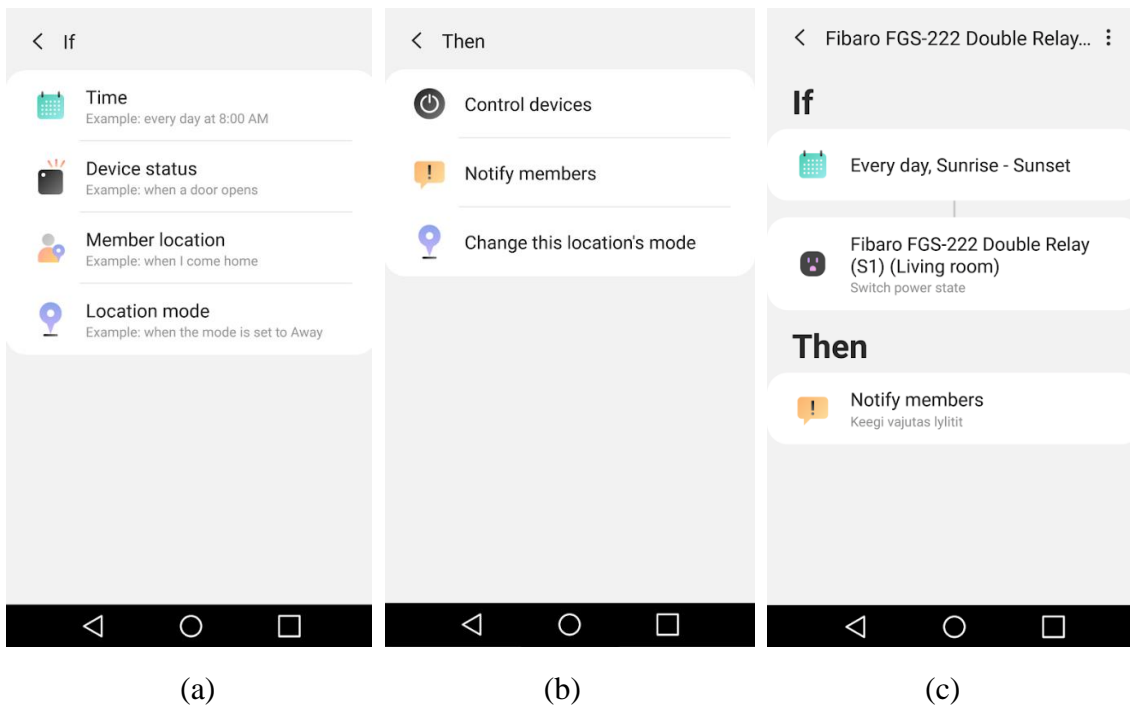 If
Time
Example: every day at 8:00 AM
Device status
Example: when a door opens
Member location
Example: when I come home
Location mode
Example: when the mode is set to Away
(a)
Then
Control devices
Notify members
Change this location's mode
(b)
Fibaro FGS-222 Double Relay...
If
Every day, Sunrise - Sunset
Fibaro FGS-222 Double Relay
(S1) (Living room)
Switch power state
Then
Notify members
Keegi vajutas lylitit
(c)